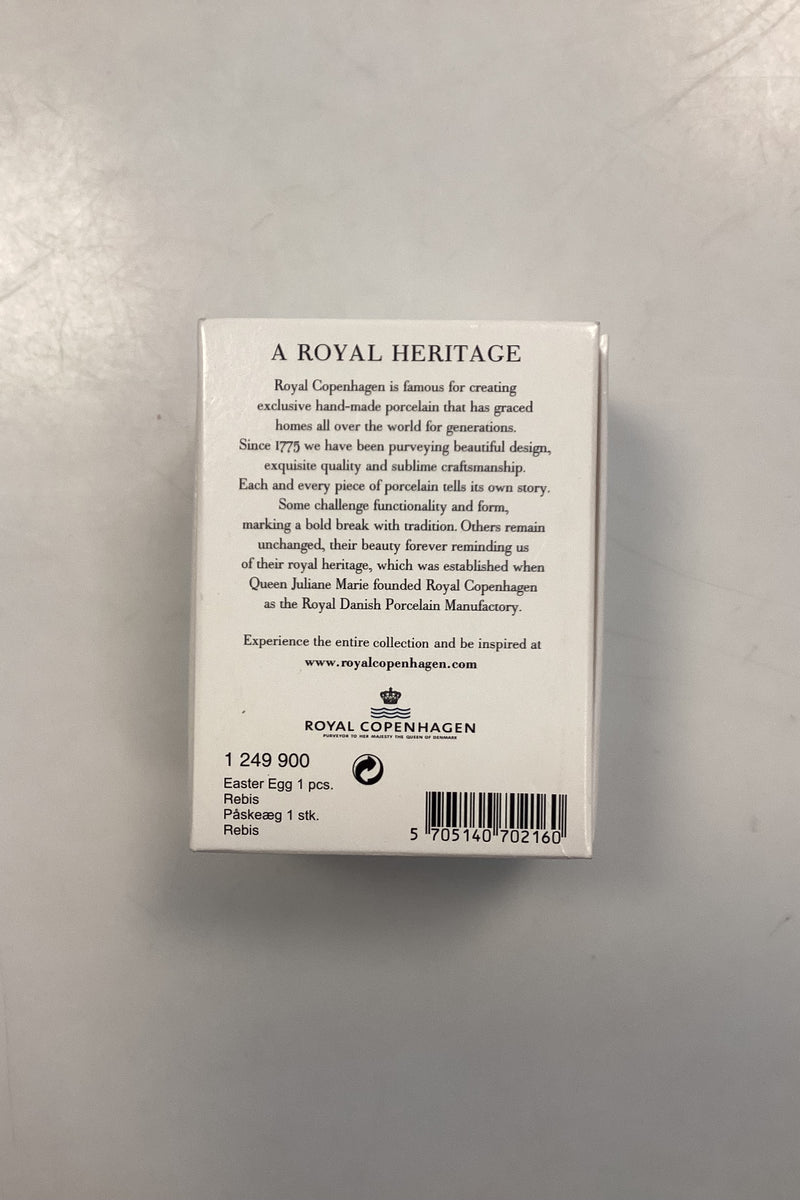 A ROYAL HERITAGE
Royal Copenhagen is famous for creating
exclusive hand-made porcelain that has graced
homes all over the world for generations.
Since 1775 we have been purveying beautiful design,
exquisite quality and sublime craftsmanship.
Each and every piece of porcelain tells its own story.
Some challenge functionality and form,
marking a bold break with tradition. Others remain
unchanged, their beauty forever reminding us
of their royal heritage, which was established when
Queen Juliane Marie founded Royal Copenhagen
as the Royal Danish Porcelain Manufactory.
Experience the entire collection and be inspired at
www.royalcopenhagen.com
ROYAL COPENHAGEN
PURVEYOR TO HER MAJESTY THE QUEEN OF DENMARK
1 249 900
Easter Egg 1 pcs.
Rebis
Påskeæg 1 stk.
Rebis
5 705140 702160